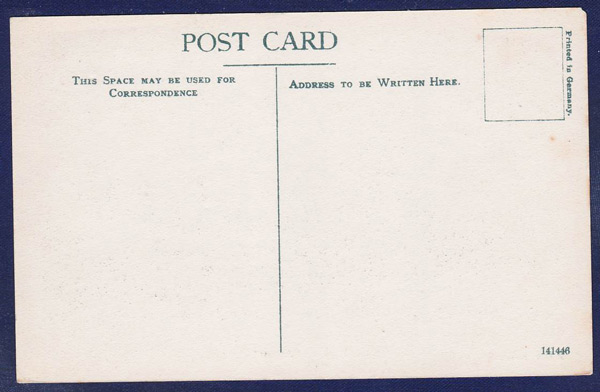 POST CARD
THIS SPACE MAY BE USED FOR
CORRESPONDENCE
ADDRESS TO BE WRITTEN HERE.
Printed in Germany.
141446